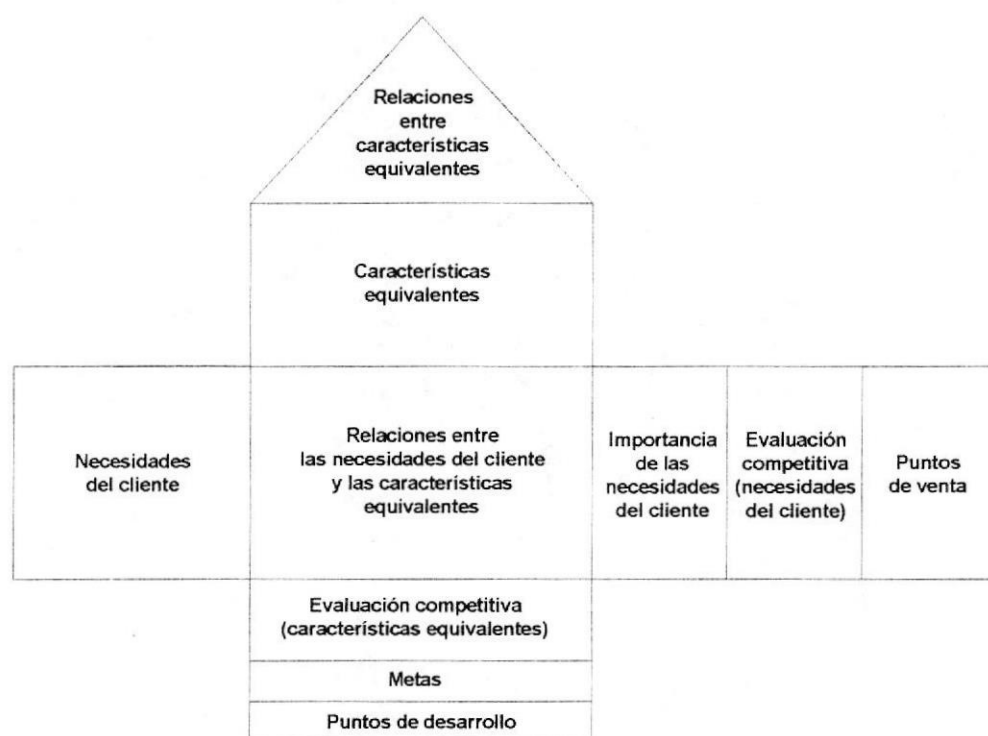 Relaciones
entre
características
equivalentes
Características
equivalentes
Necesidades
del cliente
Relaciones entre
las necesidades del cliente
y las características
equivalentes
Importancia
de las
necesidades
del cliente
Evaluación
competitiva
(necesidades
del cliente)
Puntos
de venta
Evaluación competitiva
(características equivalentes)
Metas
Puntos de desarrollo